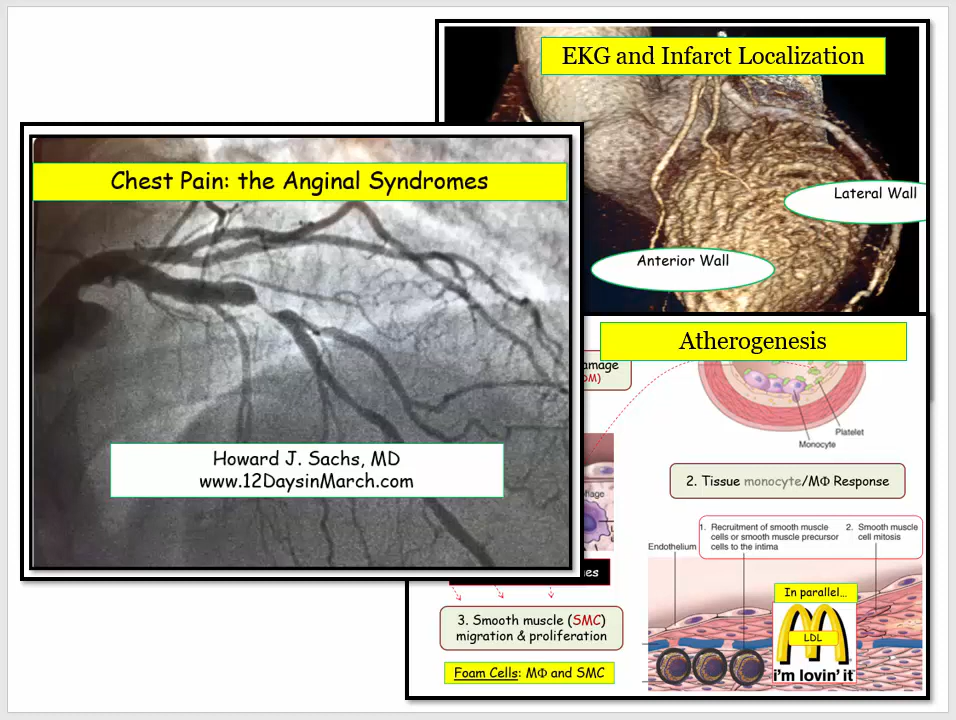 EKG and Infarct Localization
Lateral Wall
Anterior Wall
Chest Pain: the Anginal Syndromes
Howard J. Sachs, MD
www.12DaysinMarch.com
Atherogenesis
Platelet
Monocyte
2. Tissue monocyte/MΦ Response
1. Recruitment of smooth muscle
cells or smooth muscle precursor
cells to the intima
2. Smooth muscle
cell mitosis
Endothelium
3. Smooth muscle (SMC)
migration & proliferation
Foam Cells: MΦ and SMC
In parallel…
LDL
i'm lovin' it